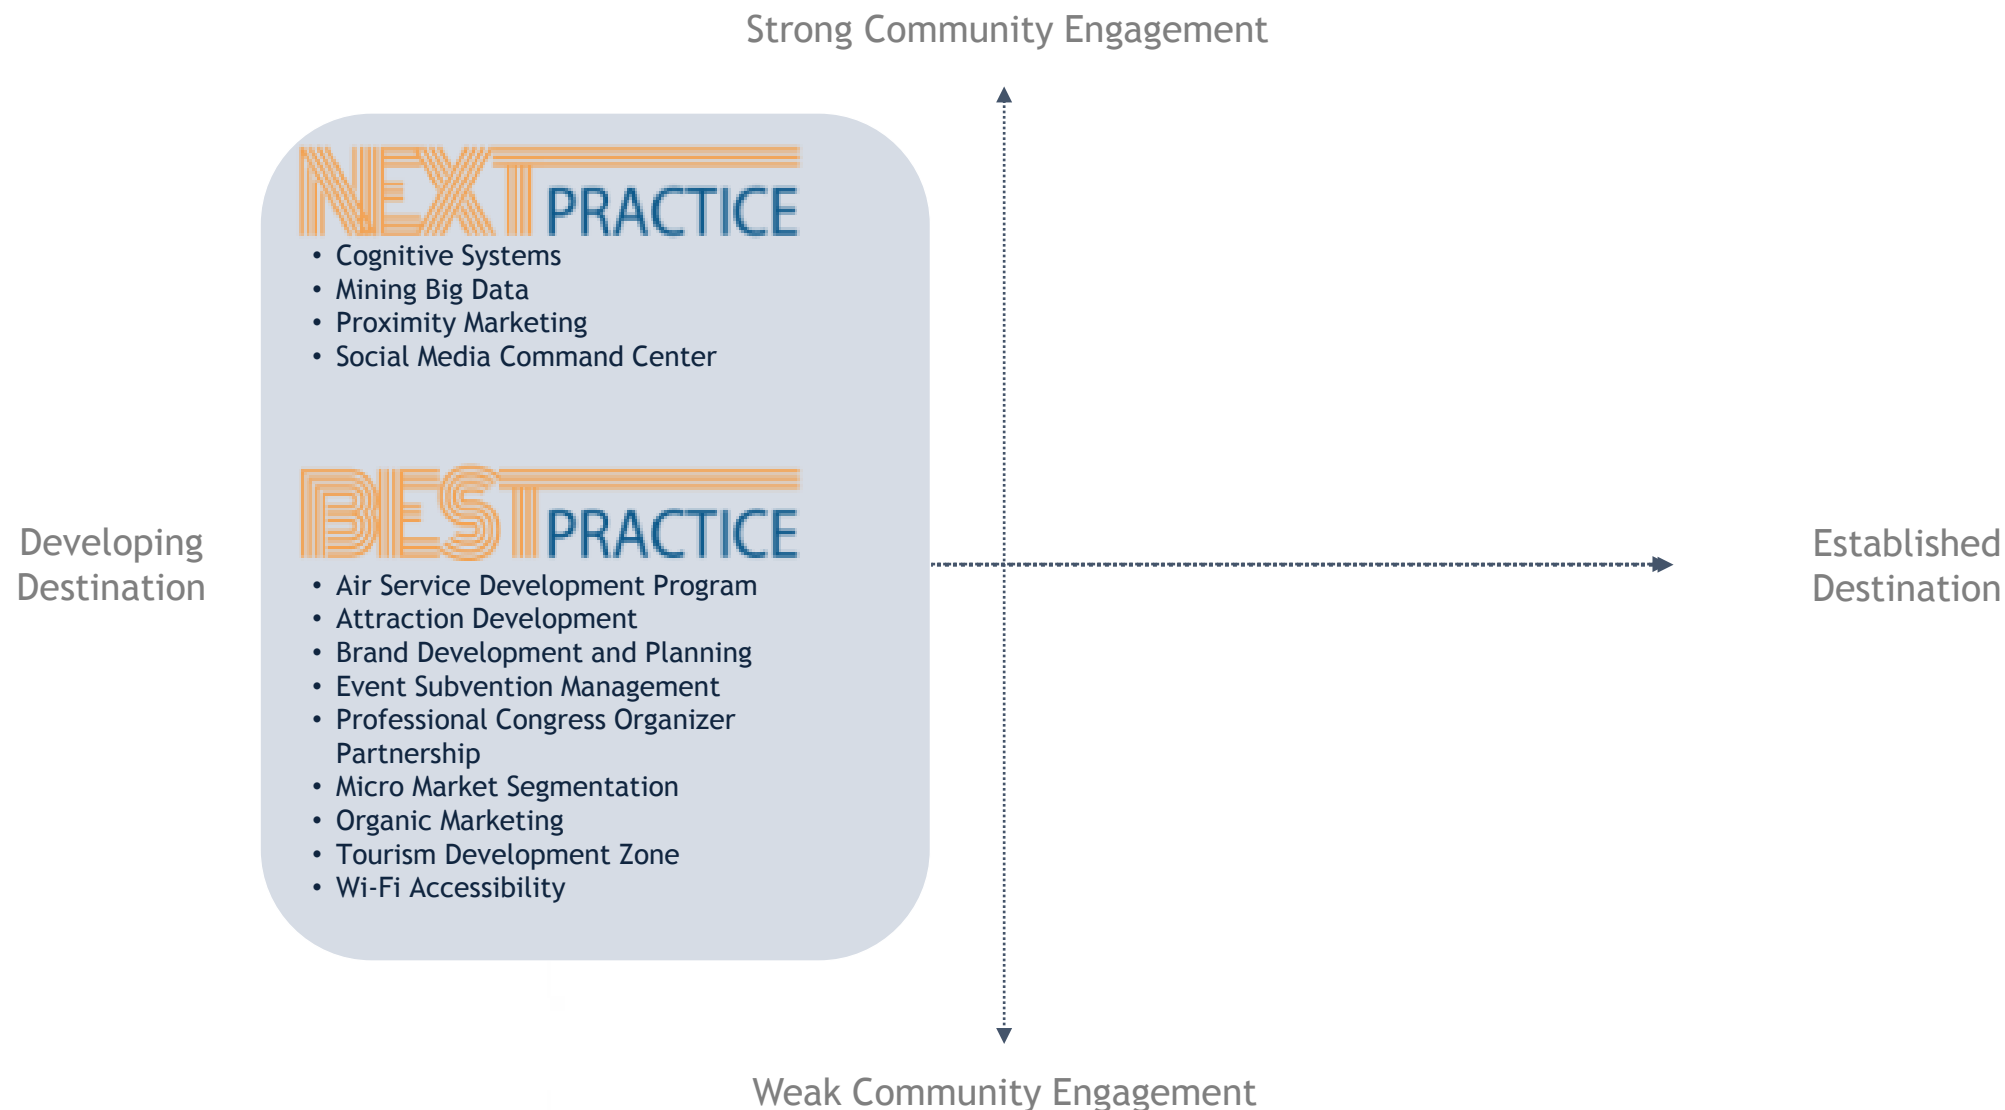 Strong Community Engagement
NEXT PRACTICE
• Cognitive Systems
• Mining Big Data
• Proximity Marketing
• Social Media Command Center
BEST PRACTICE
Developing
Destination
Established
Destination
• Air Service Development Program
• Attraction Development
• Brand Development and Planning
• Event Subvention Management
• Professional Congress Organizer
Partnership
• Micro Market Segmentation
• Organic Marketing
• Tourism Development Zone
• Wi-Fi Accessibility
Weak Community Engagement